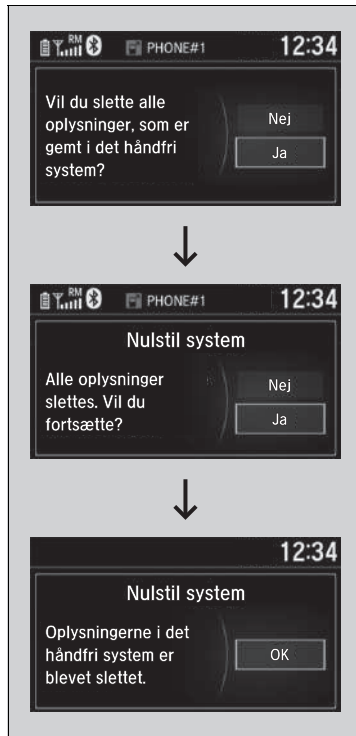 RM PHONE#1 12:34
Vil du slette alle
oplysninger, som er
gemt i det håndfri
system?
Nej
Ja
RM PHONE#1 12:34
Nulstil system
Alle oplysninger
slettes. Vil du
fortsætte?
Nej
Ja
12:34
Nulstil system
Oplysningerne i det
håndfri system er
blevet slettet.
OK